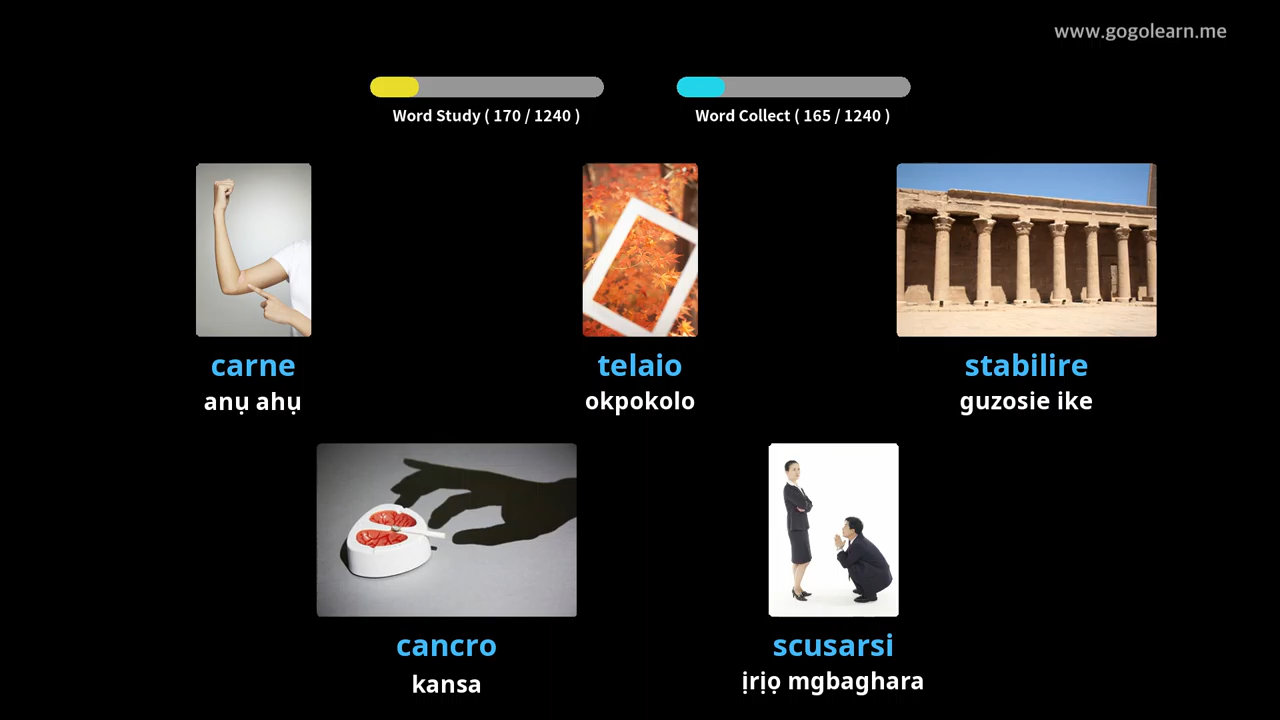 www.gogolearn.me
Word Study ( 170 / 1240 )
Word Collect ( 165 / 1240 )
carne
anụ ahụ
telaio
okpokolo
stabilire
guzosie ike
cancro
kansa
scusarsi
ịrịọ mgbaghara